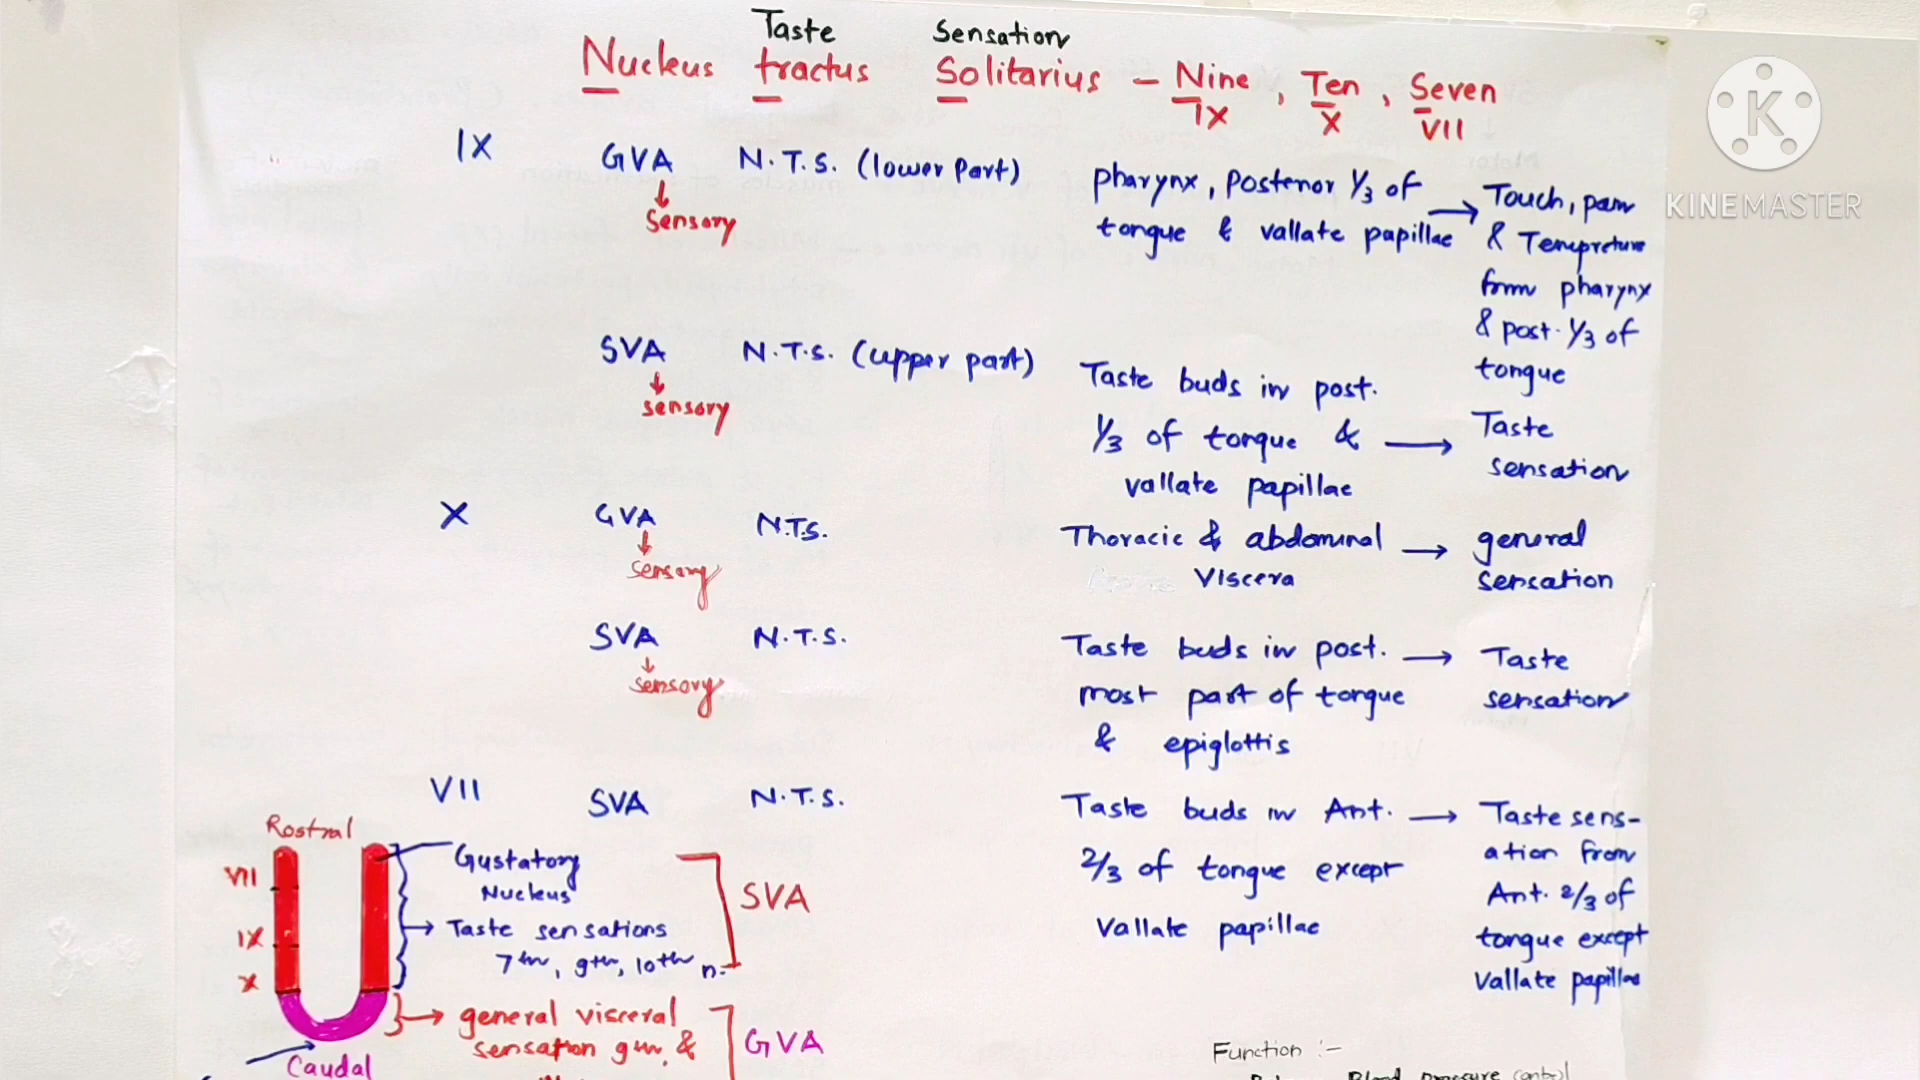 Taste Sensation
Nucleus tractus Solitarius – Nine, Ten, Seven
IX X VII
IX GVA N.T.S. (lower Part) pharynx, posterior 1/3 of tongue & vallate papillae → Touch, pain & Tempreture from pharynx & post. 1/3 of tongue
↓
Sensory
SVA N.T.S. (upper part) Taste buds in post. 1/3 of tongue & vallate papillae → Taste sensation
↓
sensory
X GVA N.T.S. Thoracic & abdominal viscera → general sensation
↓
sensory
SVA N.T.S. Taste buds in post. most part of tongue & epiglottis → Taste sensation
↓
sensory
VII SVA N.T.S. Taste buds in Ant. 2/3 of tongue except vallate papillae → Taste sens-ation from Ant. 2/3 of tongue except vallate papillae
Rostral
VII
IX
X
Gustatory
Nucleus
→ Taste sensations
7th, 9th, 10th n.
SVA
→ general visceral
sensation 9th, &
GVA
Caudal
Function :-
Blood pressure control
K
KINEMASTER